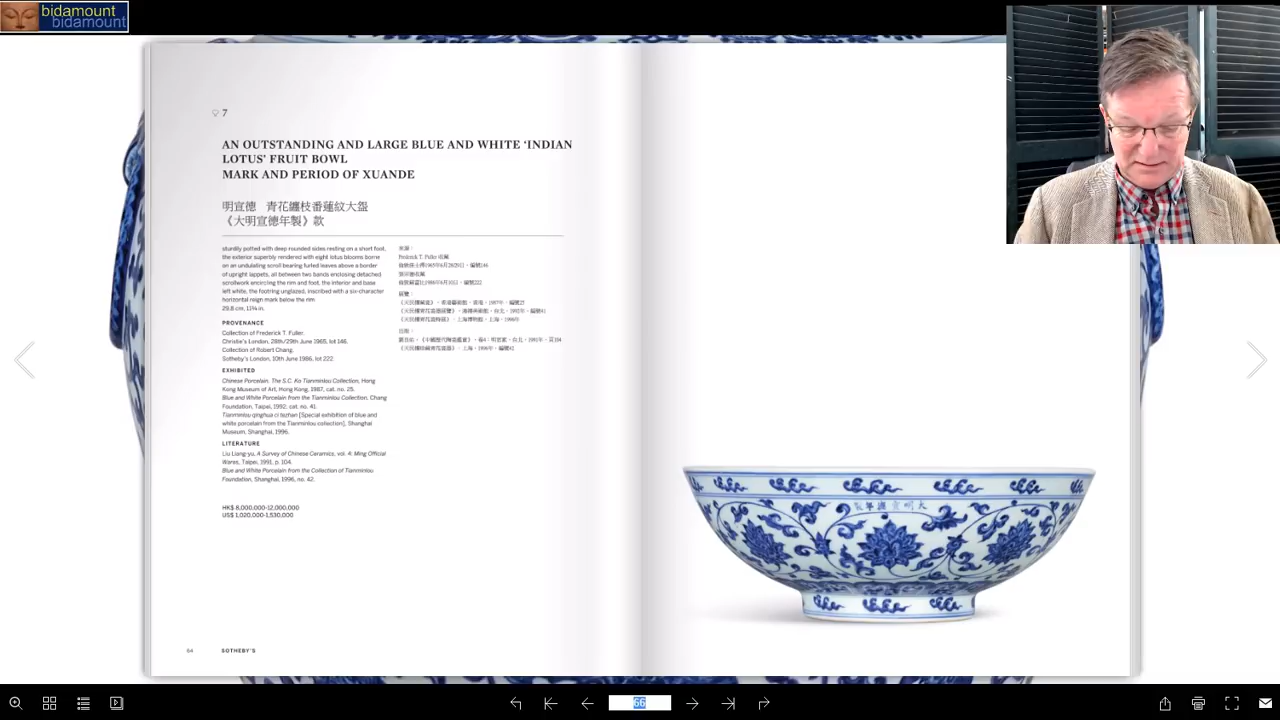 bidamount
bidamount
7
AN OUTSTANDING AND LARGE BLUE AND WHITE ‘INDIAN
LOTUS’ FRUIT BOWL
MARK AND PERIOD OF XUANDE
明宣德 青花纏枝番蓮紋大盌
《大明宣德年製》款
sturdily potted with deep rounded sides resting on a short foot,
the exterior superbly rendered with eight lotus blooms borne
on an undulating scroll bearing furled leaves above a border
of upright lappets, all between two bands enclosing detached
scrollwork encircling the rim and foot, the interior and base
left white, the footring unglazed, inscribed with a six-character
horizontal reign mark below the rim
29.8 cm, 11¾ in.
PROVENANCE
Collection of Frederick T. Fuller.
Christie's London, 28th/29th June 1965, lot 146.
Collection of Robert Chang.
Sotheby's London, 10th June 1986, lot 222.
EXHIBITED
Chinese Porcelain. The S.C. Ko Tianminlou Collection, Hong
Kong Museum of Art, Hong Kong, 1987, cat. no. 25.
Blue and White Porcelain from the Tianminlou Collection, Chang
Foundation, Taipei, 1992, cat. no. 41.
Tianminlou qinghua ci tezhan [Special exhibition of blue and
white porcelain from the Tianminlou collection], Shanghai
Museum, Shanghai, 1996.
LITERATURE
Liu Liang-yu, A Survey of Chinese Ceramics, vol. 4: Ming Official
Wares, Taipei, 1991, p. 104.
Blue and White Porcelain from the Collection of Tianminlou
Foundation, Shanghai, 1996, no. 42.
HK$ 8,000,000-12,000,000
US$ 1,020,000-1,530,000
來源：
Frederick T. Fuller 收藏
展覽：
出版：
製年德宣明大
64 SOTHEBY'S
66